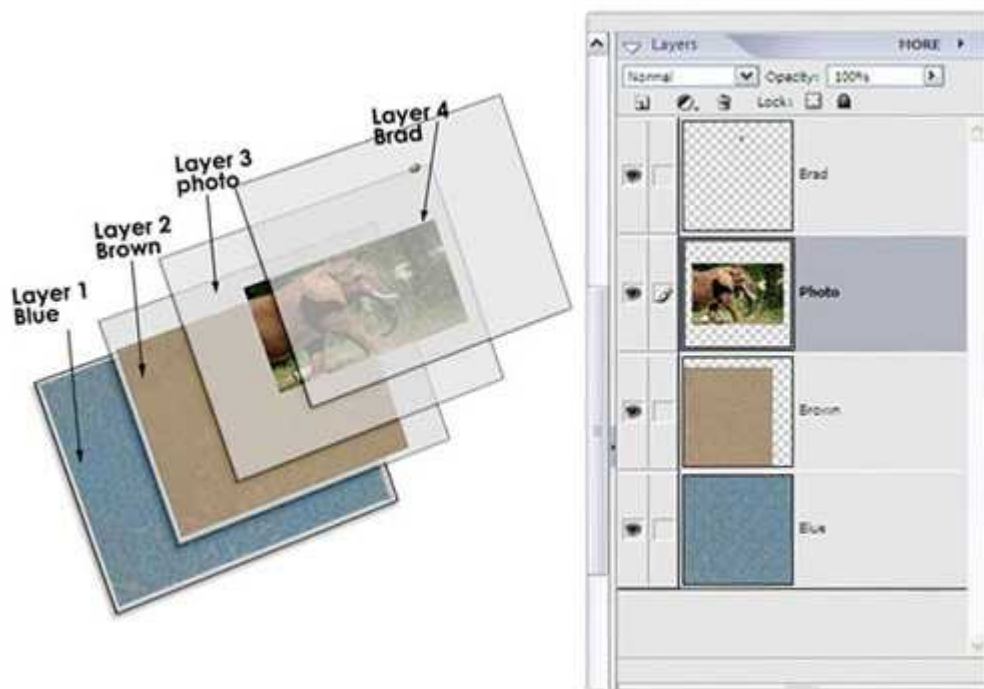 Layer 4
Brad
Layer 3
photo
Layer 2
Brown
Layer 1
Blue
Layers MORE
Normal Opacity: 100%
Lock:
Brad
Photo
Brown
Blue